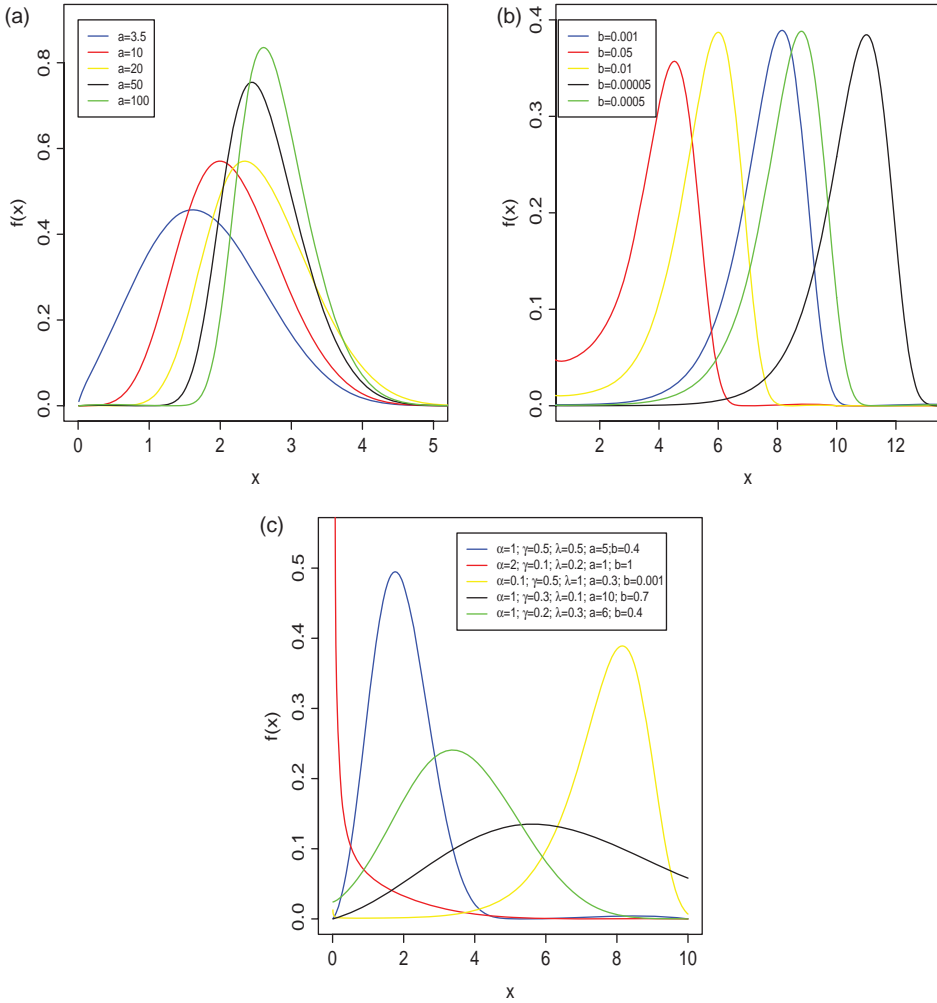 (a)
a=3.5
a=10
a=20
a=50
a=100
f(x)
0.0
0.2
0.4
0.6
0.8
0 1 2 3 4 5
x
(b)
b=0.001
b=0.05
b=0.01
b=0.00005
b=0.0005
f(x)
0.0
0.1
0.2
0.3
0.4
2 4 6 8 10 12
x
(c)
α=1; γ=0.5; λ=0.5; a=5;b=0.4
α=2; γ=0.1; λ=0.2; a=1; b=1
α=0.1; γ=0.5; λ=1; a=0.3; b=0.001
α=1; γ=0.3; λ=0.1; a=10; b=0.7
α=1; γ=0.2; λ=0.3; a=6; b=0.4
f(x)
0.0
0.1
0.2
0.3
0.4
0.5
0 2 4 6 8 10
x